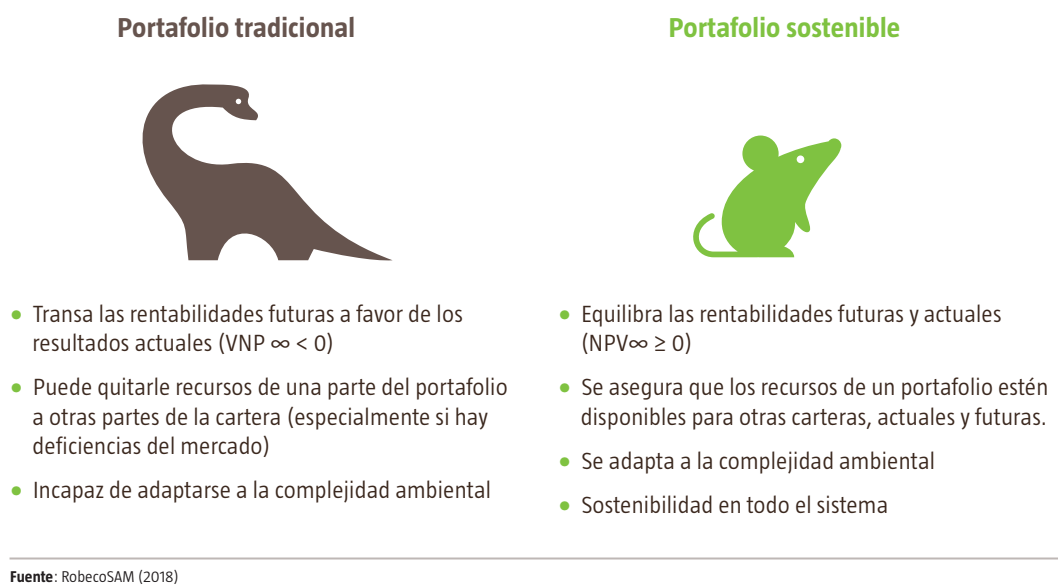 Portafolio tradicional
• Transa las rentabilidades futuras a favor de los
resultados actuales (VNP ∞ < 0)
• Puede quitarle recursos de una parte del portafolio
a otras partes de la cartera (especialmente si hay
deficiencias del mercado)
• Incapaz de adaptarse a la complejidad ambiental
Portafolio sostenible
• Equilibra las rentabilidades futuras y actuales
(NPV∞ ≥ 0)
• Se asegura que los recursos de un portafolio estén
disponibles para otras carteras, actuales y futuras.
• Se adapta a la complejidad ambiental
• Sostenibilidad en todo el sistema
Fuente: RobecoSAM (2018)